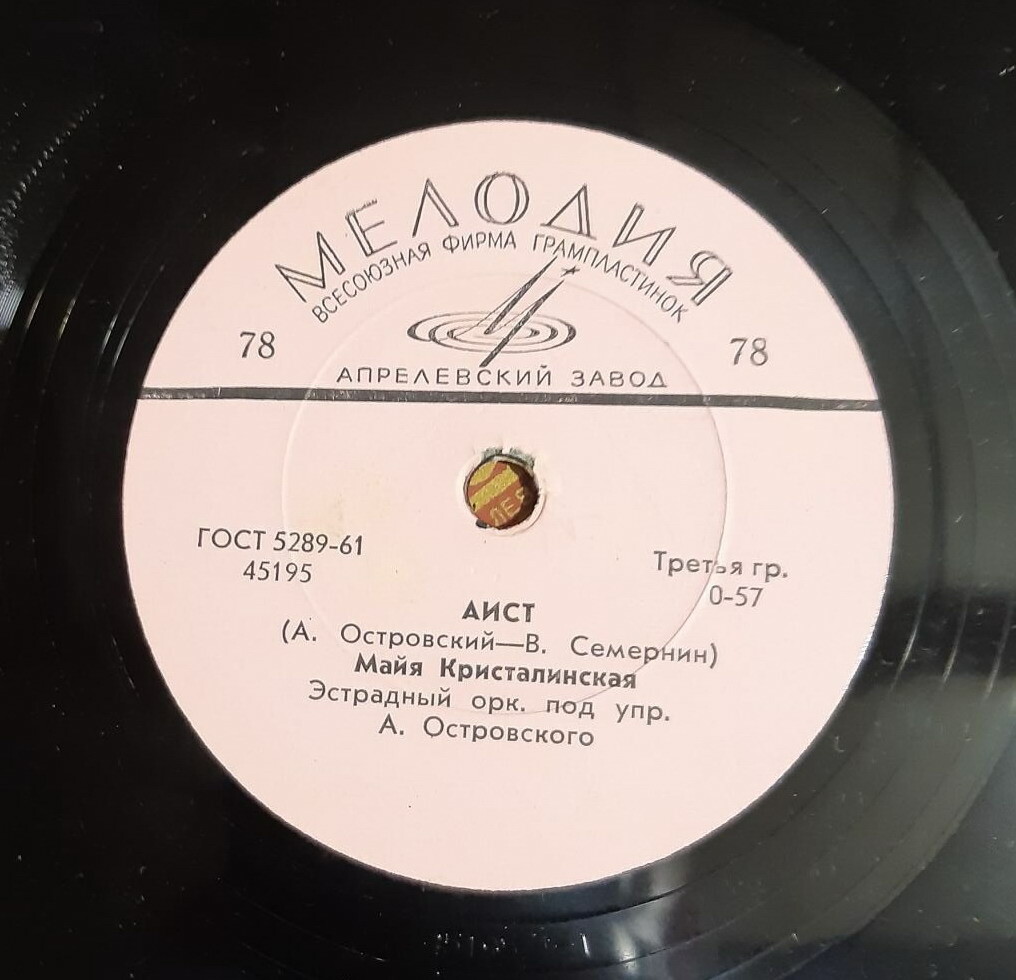 МЕЛОДИЯ
ВСЕСОЮЗНАЯ ФИРМА ГРАМПЛАСТИНОК
78 78
АПРЕЛЕВСКИЙ ЗАВОД
ГОСТ 5289-61
45195
Третья гр.
0-57
АИСТ
(А. Островский—В. Семернин)
Майя Кристалинская
Эстрадный орк. под упр.
А. Островского